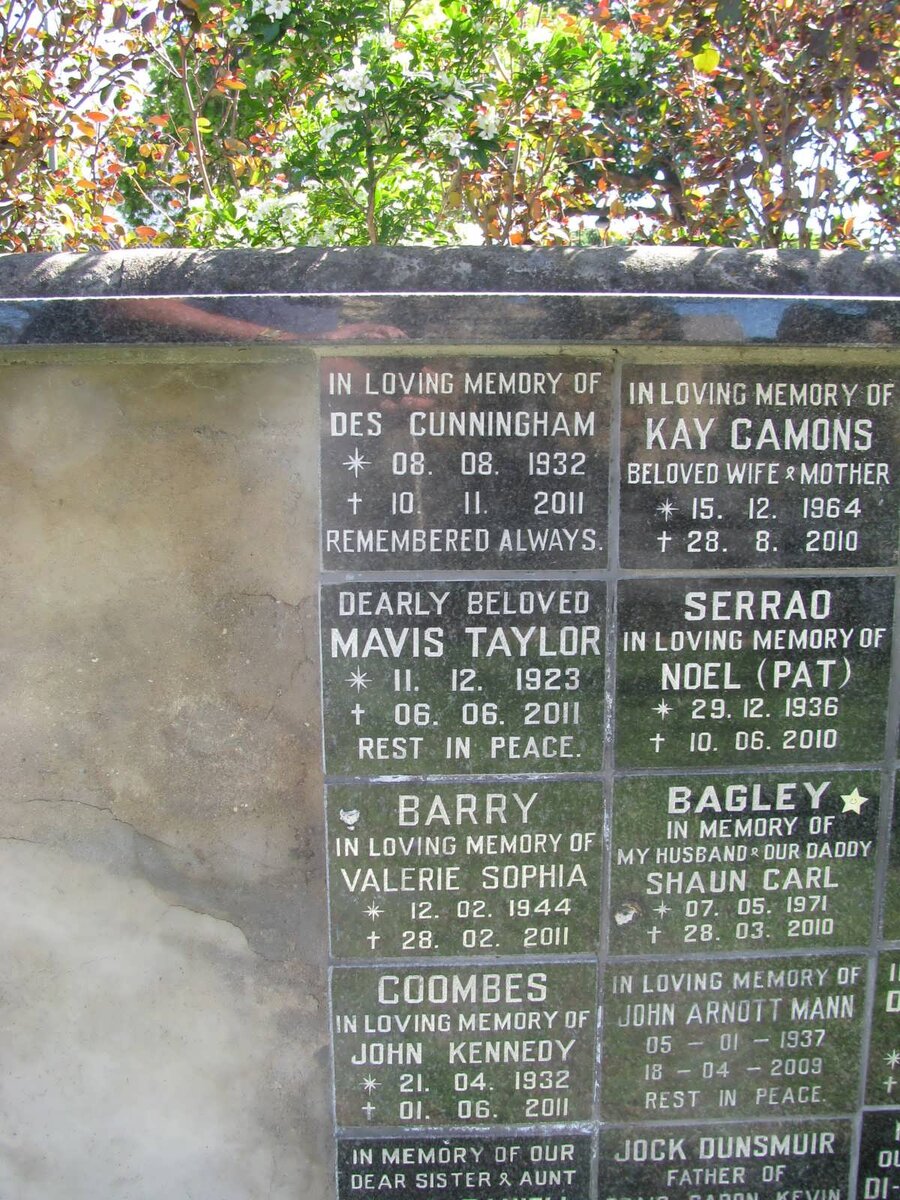 IN LOVING MEMORY OF
DES CUNNINGHAM
* 08. 08. 1932
† 10. 11. 2011
REMEMBERED ALWAYS.
IN LOVING MEMORY OF
KAY CAMONS
BELOVED WIFE & MOTHER
* 15. 12. 1964
† 28. 8. 2010
DEARLY BELOVED
MAVIS TAYLOR
* 11. 12. 1923
† 06. 06. 2011
REST IN PEACE.
SERRAO
IN LOVING MEMORY OF
NOEL (PAT)
* 29. 12. 1936
† 10. 06. 2010
BARRY
IN LOVING MEMORY OF
VALERIE SOPHIA
* 12. 02. 1944
† 28. 02. 2011
BAGLEY
IN MEMORY OF
MY HUSBAND & OUR DADDY
SHAUN CARL
* 07. 05. 1971
† 28. 03. 2010
COOMBES
IN LOVING MEMORY OF
JOHN KENNEDY
* 21. 04. 1932
† 01. 06. 2011
IN LOVING MEMORY OF
JOHN ARNOTT MANN
05 - 01 - 1937
18 - 04 - 2009
REST IN PEACE.
IN MEMORY OF OUR
DEAR SISTER & AUNT
JOCK DUNSMUIR
FATHER OF